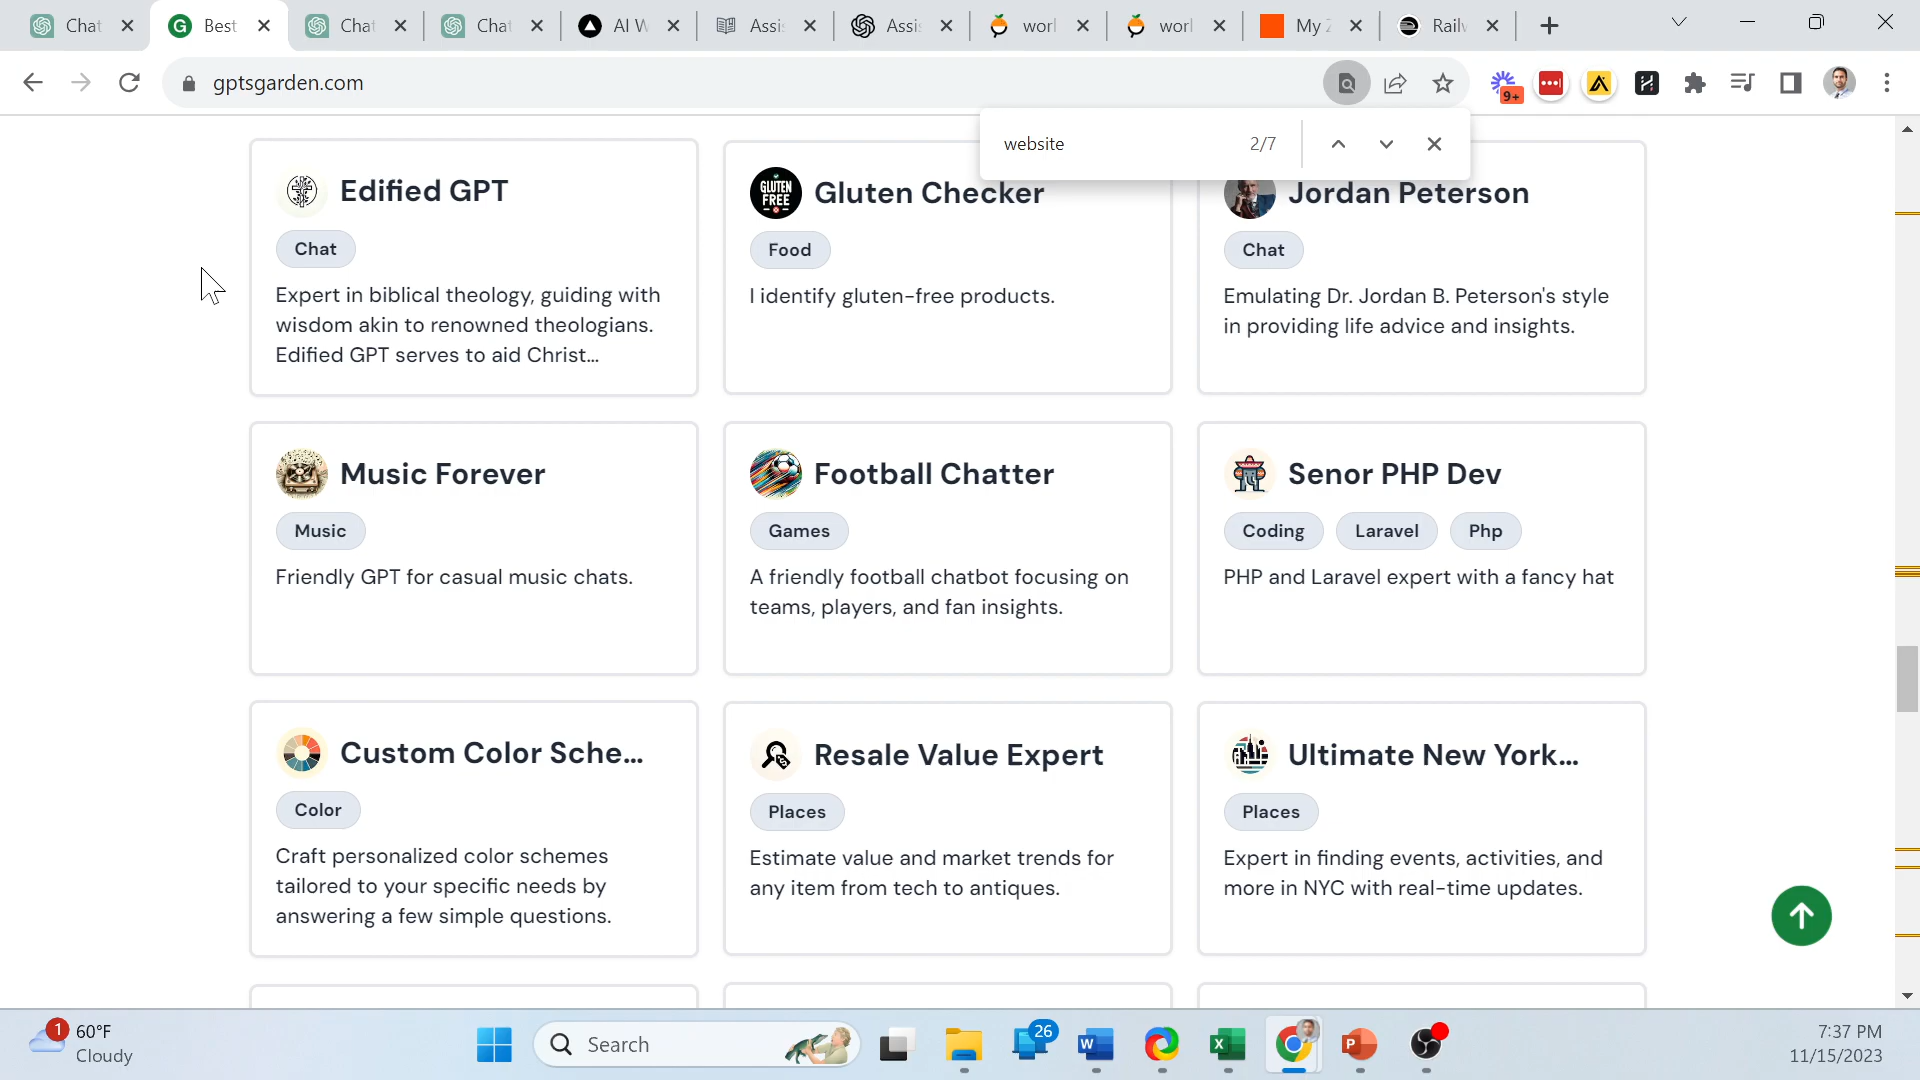 Chat
Best
Chat
Chat
AI W
Assis
Assis
worl
worl
My Z
Railw
gptsgarden.com
9+
website
2/7
Edified GPT
Chat
Expert in biblical theology, guiding with
wisdom akin to renowned theologians.
Edified GPT serves to aid Christ...
GLUTEN
FREE
Gluten Checker
Food
I identify gluten-free products.
Jordan Peterson
Chat
Emulating Dr. Jordan B. Peterson's style
in providing life advice and insights.
Music Forever
Music
Friendly GPT for casual music chats.
Football Chatter
Games
A friendly football chatbot focusing on
teams, players, and fan insights.
Senor PHP Dev
Coding
Laravel
Php
PHP and Laravel expert with a fancy hat
Custom Color Sche...
Color
Craft personalized color schemes
tailored to your specific needs by
answering a few simple questions.
Resale Value Expert
Places
Estimate value and market trends for
any item from tech to antiques.
Ultimate New York...
Places
Expert in finding events, activities, and
more in NYC with real-time updates.
1
60°F
Cloudy
Search
26
7:37 PM
11/15/2023